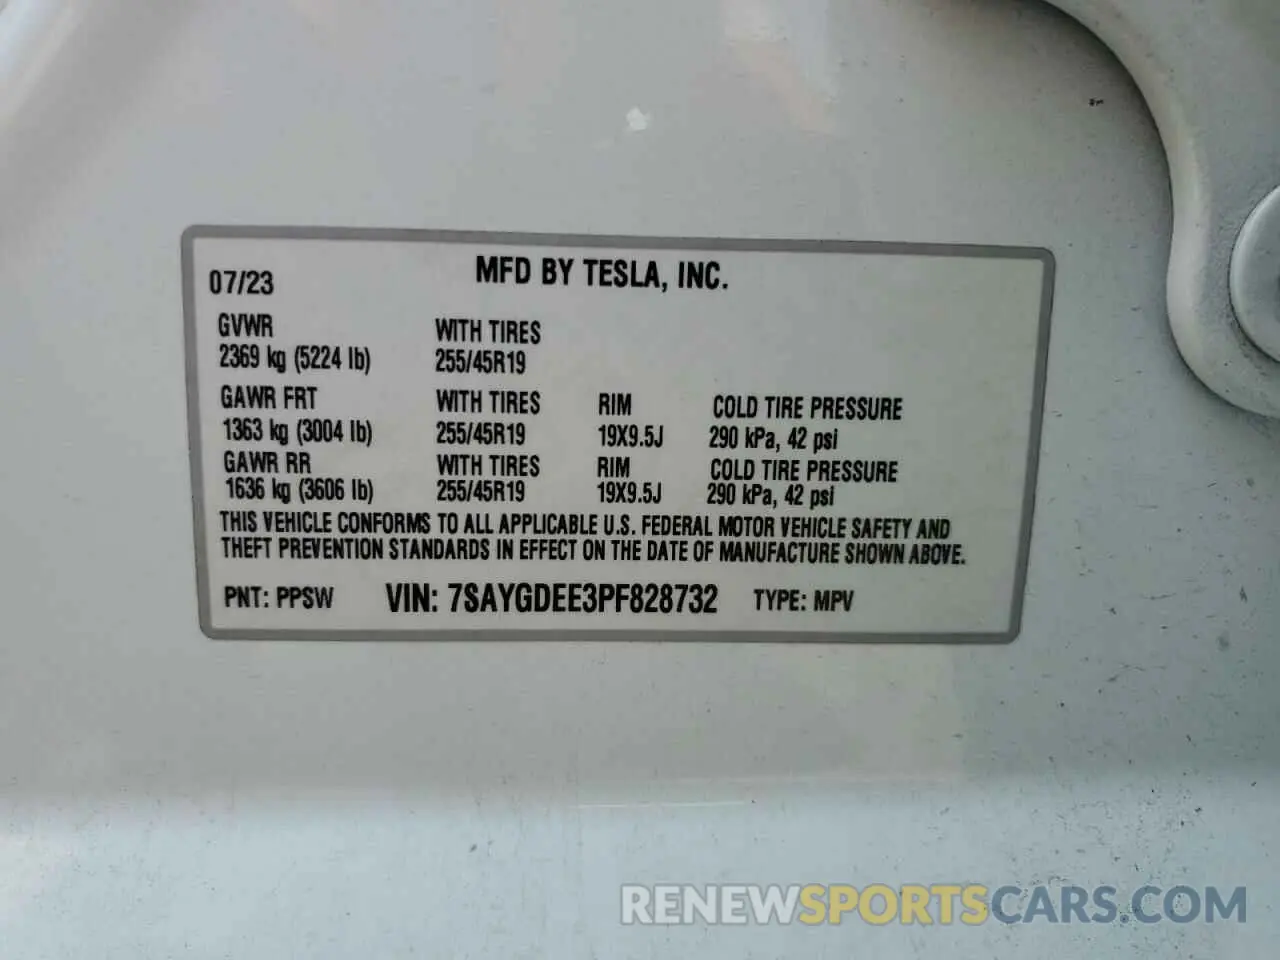 MFD BY TESLA, INC.
07/23
GVWR WITH TIRES
2369 kg (5224 lb) 255/45R19
GAWR FRT WITH TIRES RIM COLD TIRE PRESSURE
1363 kg (3004 lb) 255/45R19 19X9.5J 290 kPa, 42 psi
GAWR RR WITH TIRES RIM COLD TIRE PRESSURE
1636 kg (3606 lb) 255/45R19 19X9.5J 290 kPa, 42 psi
THIS VEHICLE CONFORMS TO ALL APPLICABLE U.S. FEDERAL MOTOR VEHICLE SAFETY AND
THEFT PREVENTION STANDARDS IN EFFECT ON THE DATE OF MANUFACTURE SHOWN ABOVE.
PNT: PPSW VIN: 7SAYGDEE3PF828732 TYPE: MPV
RENEWSPORTSCARS.COM